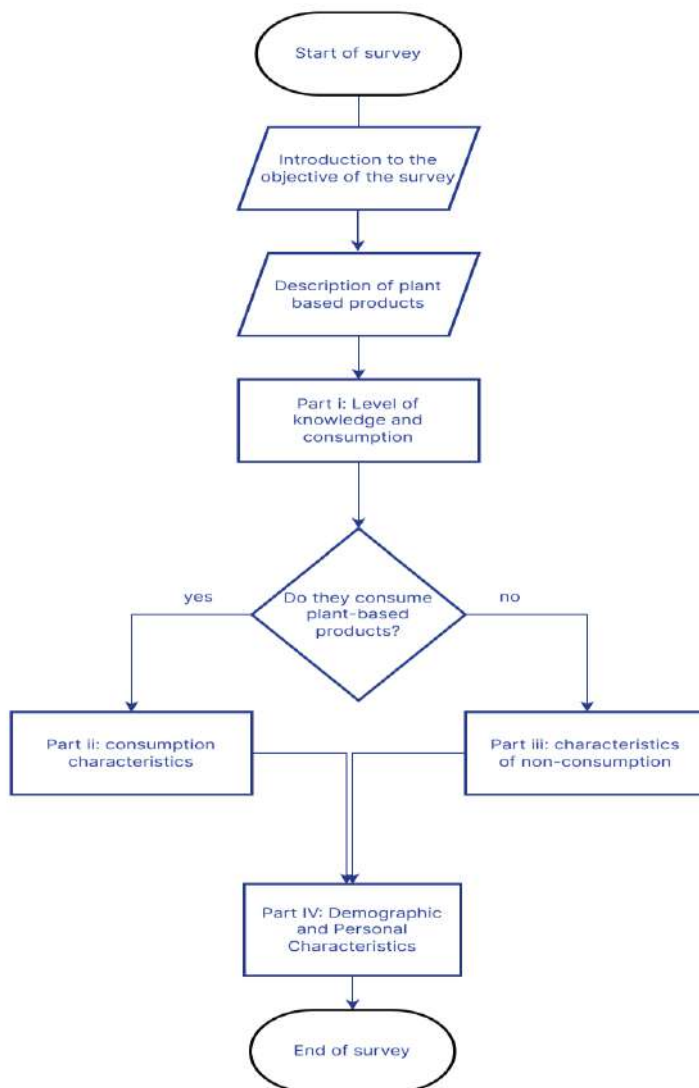 Start of survey
Introduction to the
objective of the survey
Description of plant
based products
Part i: Level of
knowledge and
consumption
Do they consume
plant-based
products?
yes
no
Part ii: consumption
characteristics
Part iii: characteristics
of non-consumption
Part IV: Demographic
and Personal
Characteristics
End of survey